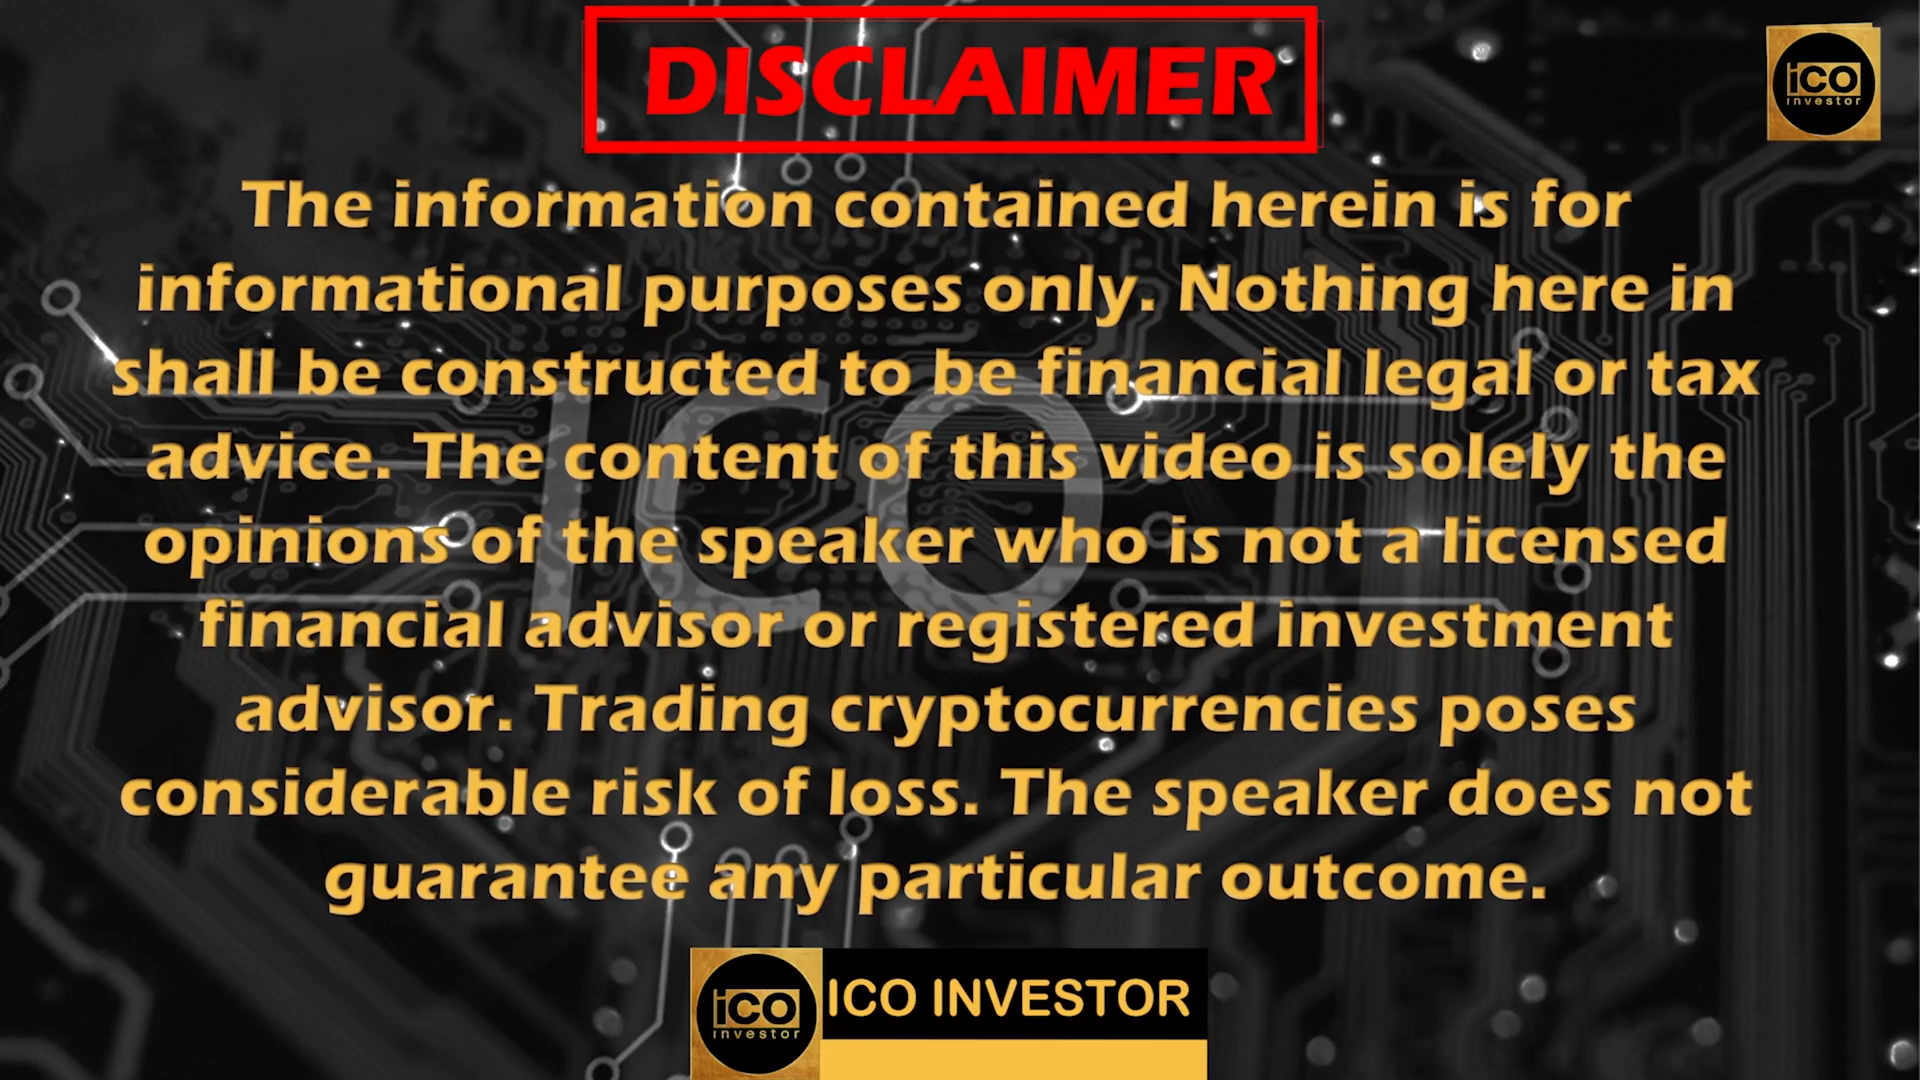 DISCLAIMER
iCO
investor
The information contained herein is for
informational purposes only. Nothing here in
shall be constructed to be financial legal or tax
advice. The content of this video is solely the
opinions of the speaker who is not a licensed
financial advisor or registered investment
advisor. Trading cryptocurrencies poses
considerable risk of loss. The speaker does not
guarantee any particular outcome.
ICO
iCO
investor
ICO INVESTOR